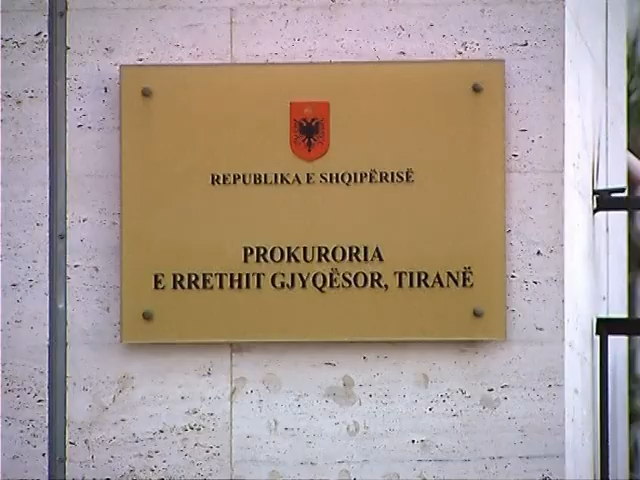 REPUBLIKA E SHQIPËRISË
PROKURORIA
E RRETHIT GJYQËSOR, TIRANË